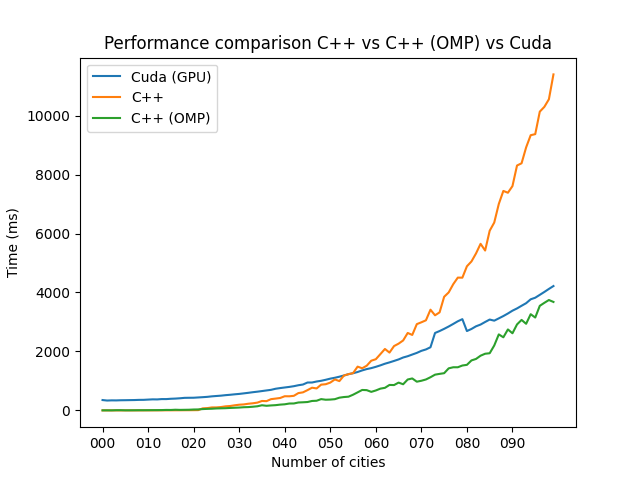 Performance comparison C++ vs C++ (OMP) vs Cuda
Cuda (GPU)
C++
C++ (OMP)
Time (ms)
10000
8000
6000
4000
2000
0
000 010 020 030 040 050 060 070 080 090
Number of cities